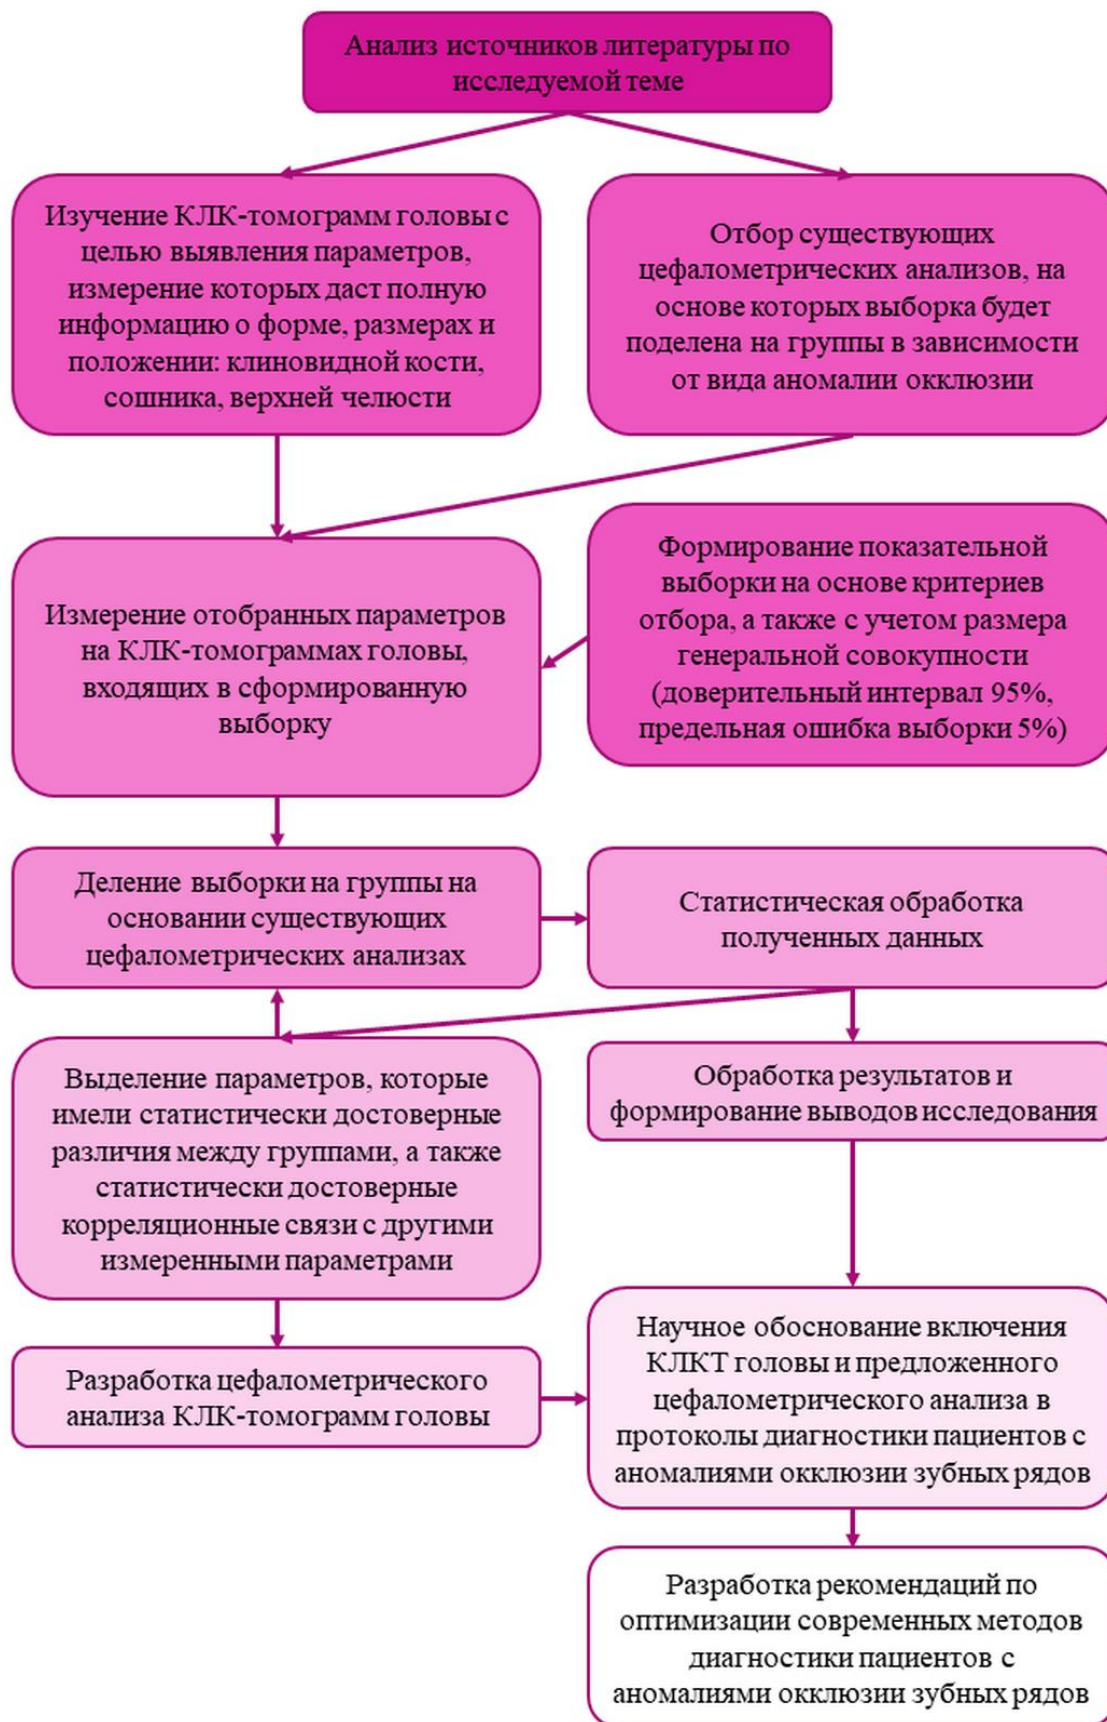 Анализ источников литературы по
исследуемой теме
Изучение КЛК-томограмм головы с
целью выявления параметров,
измерение которых даст полную
информацию о форме, размерах и
положении: клиновидной кости,
сошника, верхней челюсти
Отбор существующих
цефалометрических анализов, на
основе которых выборка будет
поделена на группы в зависимости
от вида аномалии окклюзии
Измерение отобранных параметров
на КЛК-томограммах головы,
входящих в сформированную
выборку
Формирование показательной
выборки на основе критериев
отбора, а также с учетом размера
генеральной совокупности
(доверительный интервал 95%,
предельная ошибка выборки 5%)
Деление выборки на группы на
основании существующих
цефалометрических анализах
Статистическая обработка
полученных данных
Выделение параметров, которые
имели статистически достоверные
различия между группами, а также
статистически достоверные
корреляционные связи с другими
измеренными параметрами
Обработка результатов и
формирование выводов исследования
Разработка цефалометрического
анализа КЛК-томограмм головы
Научное обоснование включения
КЛКТ головы и предложенного
цефалометрического анализа в
протоколы диагностики пациентов с
аномалиями окклюзии зубных рядов
Разработка рекомендаций по
оптимизации современных методов
диагностики пациентов с
аномалиями окклюзии зубных рядов